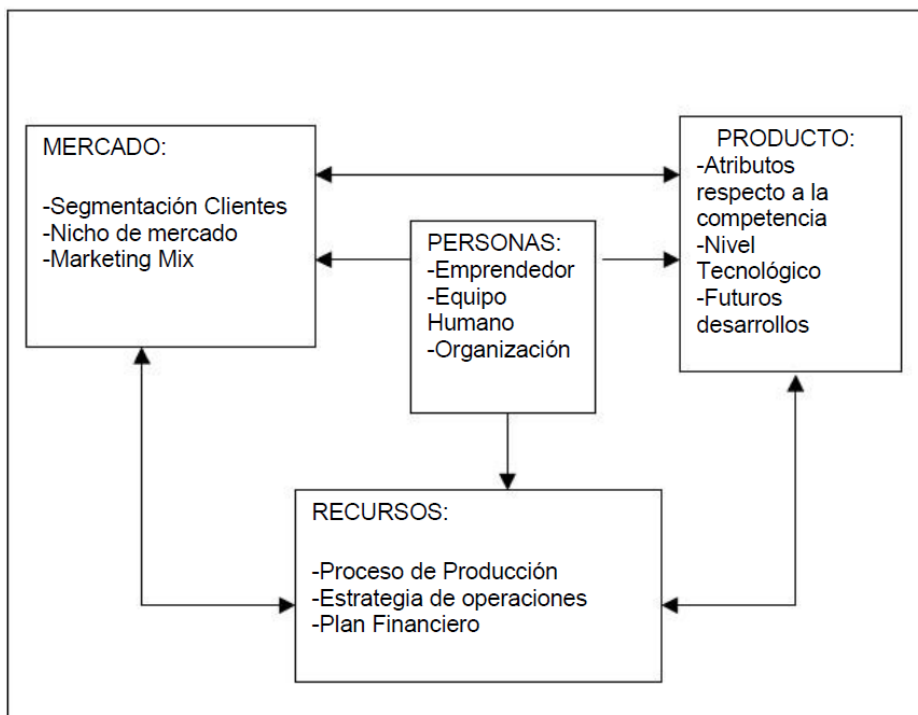 MERCADO:
-Segmentación Clientes
-Nicho de mercado
-Marketing Mix
PERSONAS:
-Emprendedor
-Equipo
Humano
-Organización
PRODUCTO:
-Atributos
respecto a la
competencia
-Nivel
Tecnológico
-Futuros
desarrollos
RECURSOS:
-Proceso de Producción
-Estrategia de operaciones
-Plan Financiero